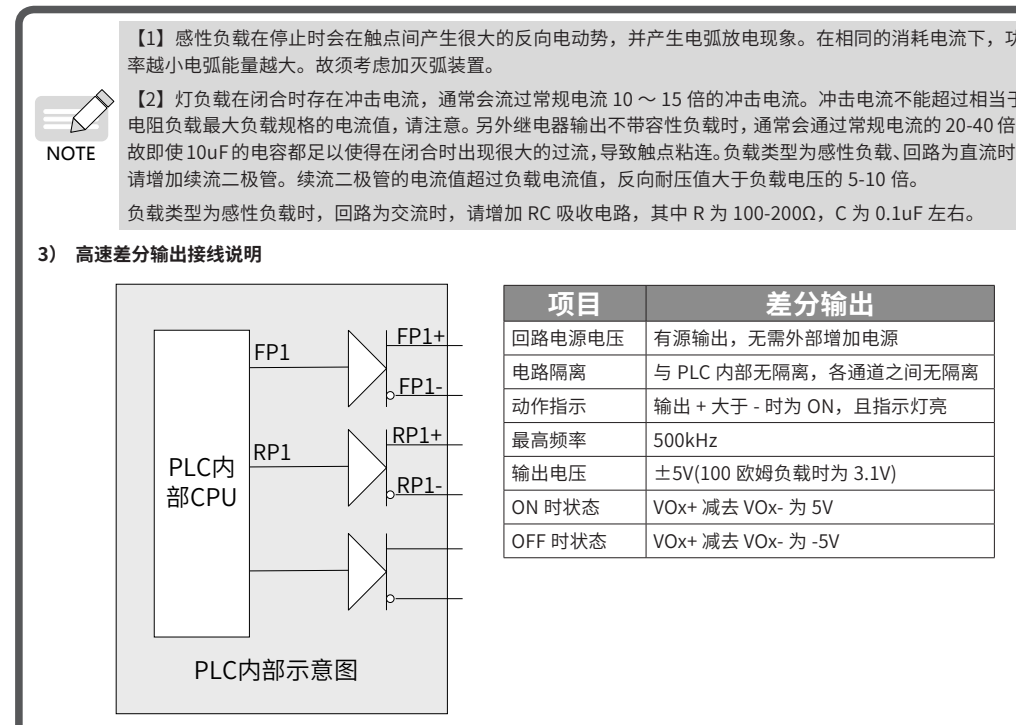 【1】感性负载在停止时会在触点间产生很大的反向电动势，并产生电弧放电现象。在相同的消耗电流下，功
率越小电弧能量越大。故须考虑加灭弧装置。
【2】灯负载在闭合时存在冲击电流，通常会流过常规电流 10 ～ 15 倍的冲击电流。冲击电流不能超过相当于
电阻负载最大负载规格的电流值，请注意。另外继电器输出不带容性负载时，通常会通过常规电流的 20-40 倍
故即使 10uF 的电容都足以使得在闭合时出现很大的过流，导致触点粘连。负载类型为感性负载、回路为直流时
请增加续流二极管。续流二极管的电流值超过负载电流值，反向耐压值大于负载电压的 5-10 倍。
负载类型为感性负载时，回路为交流时，请增加 RC 吸收电路，其中 R 为 100-200Ω，C 为 0.1uF 左右。
NOTE
3） 高速差分输出接线说明
PLC内
部CPU
FP1
FP1+
FP1-
RP1
RP1+
RP1-
PLC内部示意图
项目 差分输出
回路电源电压 有源输出，无需外部增加电源
电路隔离 与 PLC 内部无隔离，各通道之间无隔离
动作指示 输出 + 大于 - 时为 ON，且指示灯亮
最高频率 500kHz
输出电压 ±5V(100 欧姆负载时为 3.1V)
ON 时状态 VOx+ 减去 VOx- 为 5V
OFF 时状态 VOx+ 减去 VOx- 为 -5V